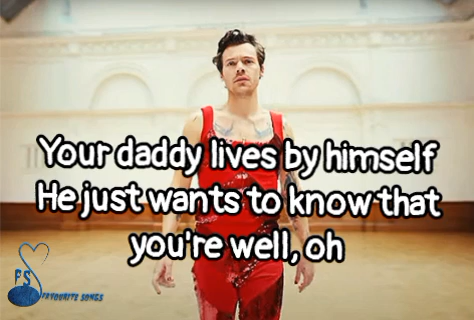 Your daddy lives by himself
He just wants to know that
you're well, oh
FS
FAVOURITE SONGS